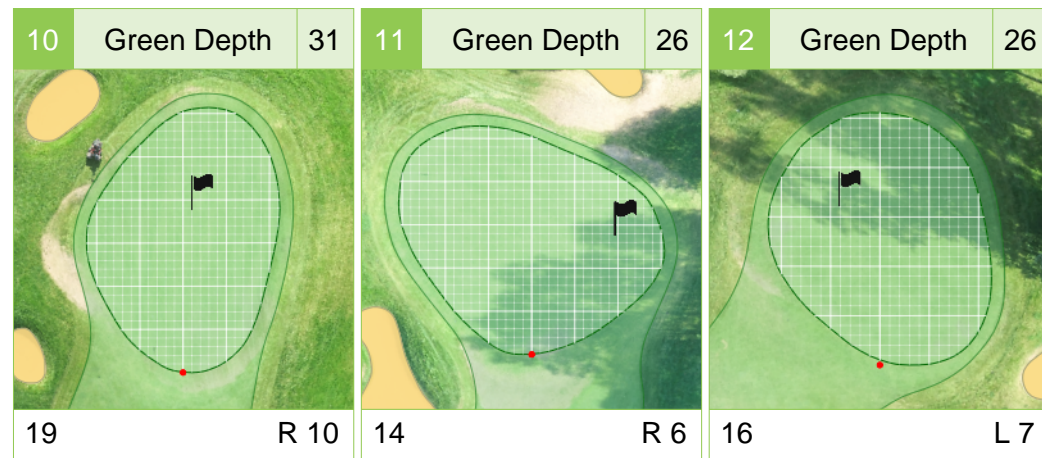 10 Green Depth 31
19 R 10
11 Green Depth 26
14 R 6
12 Green Depth 26
16 L 7